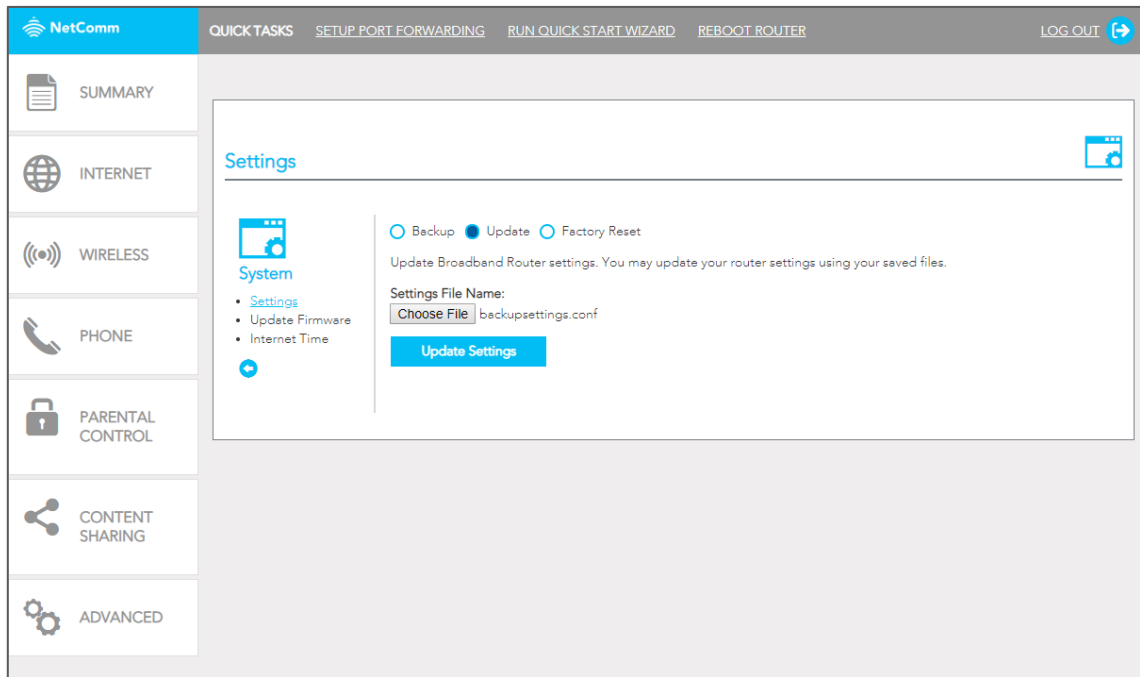 NetComm
QUICK TASKS SETUP PORT FORWARDING RUN QUICK START WIZARD REBOOT ROUTER LOG OUT
SUMMARY
INTERNET
WIRELESS
PHONE
PARENTAL
CONTROL
CONTENT
SHARING
ADVANCED
Settings
System
Settings
Update Firmware
Internet Time
Backup Update Factory Reset
Update Broadband Router settings. You may update your router settings using your saved files.
Settings File Name:
Choose File backupsettings.conf
Update Settings